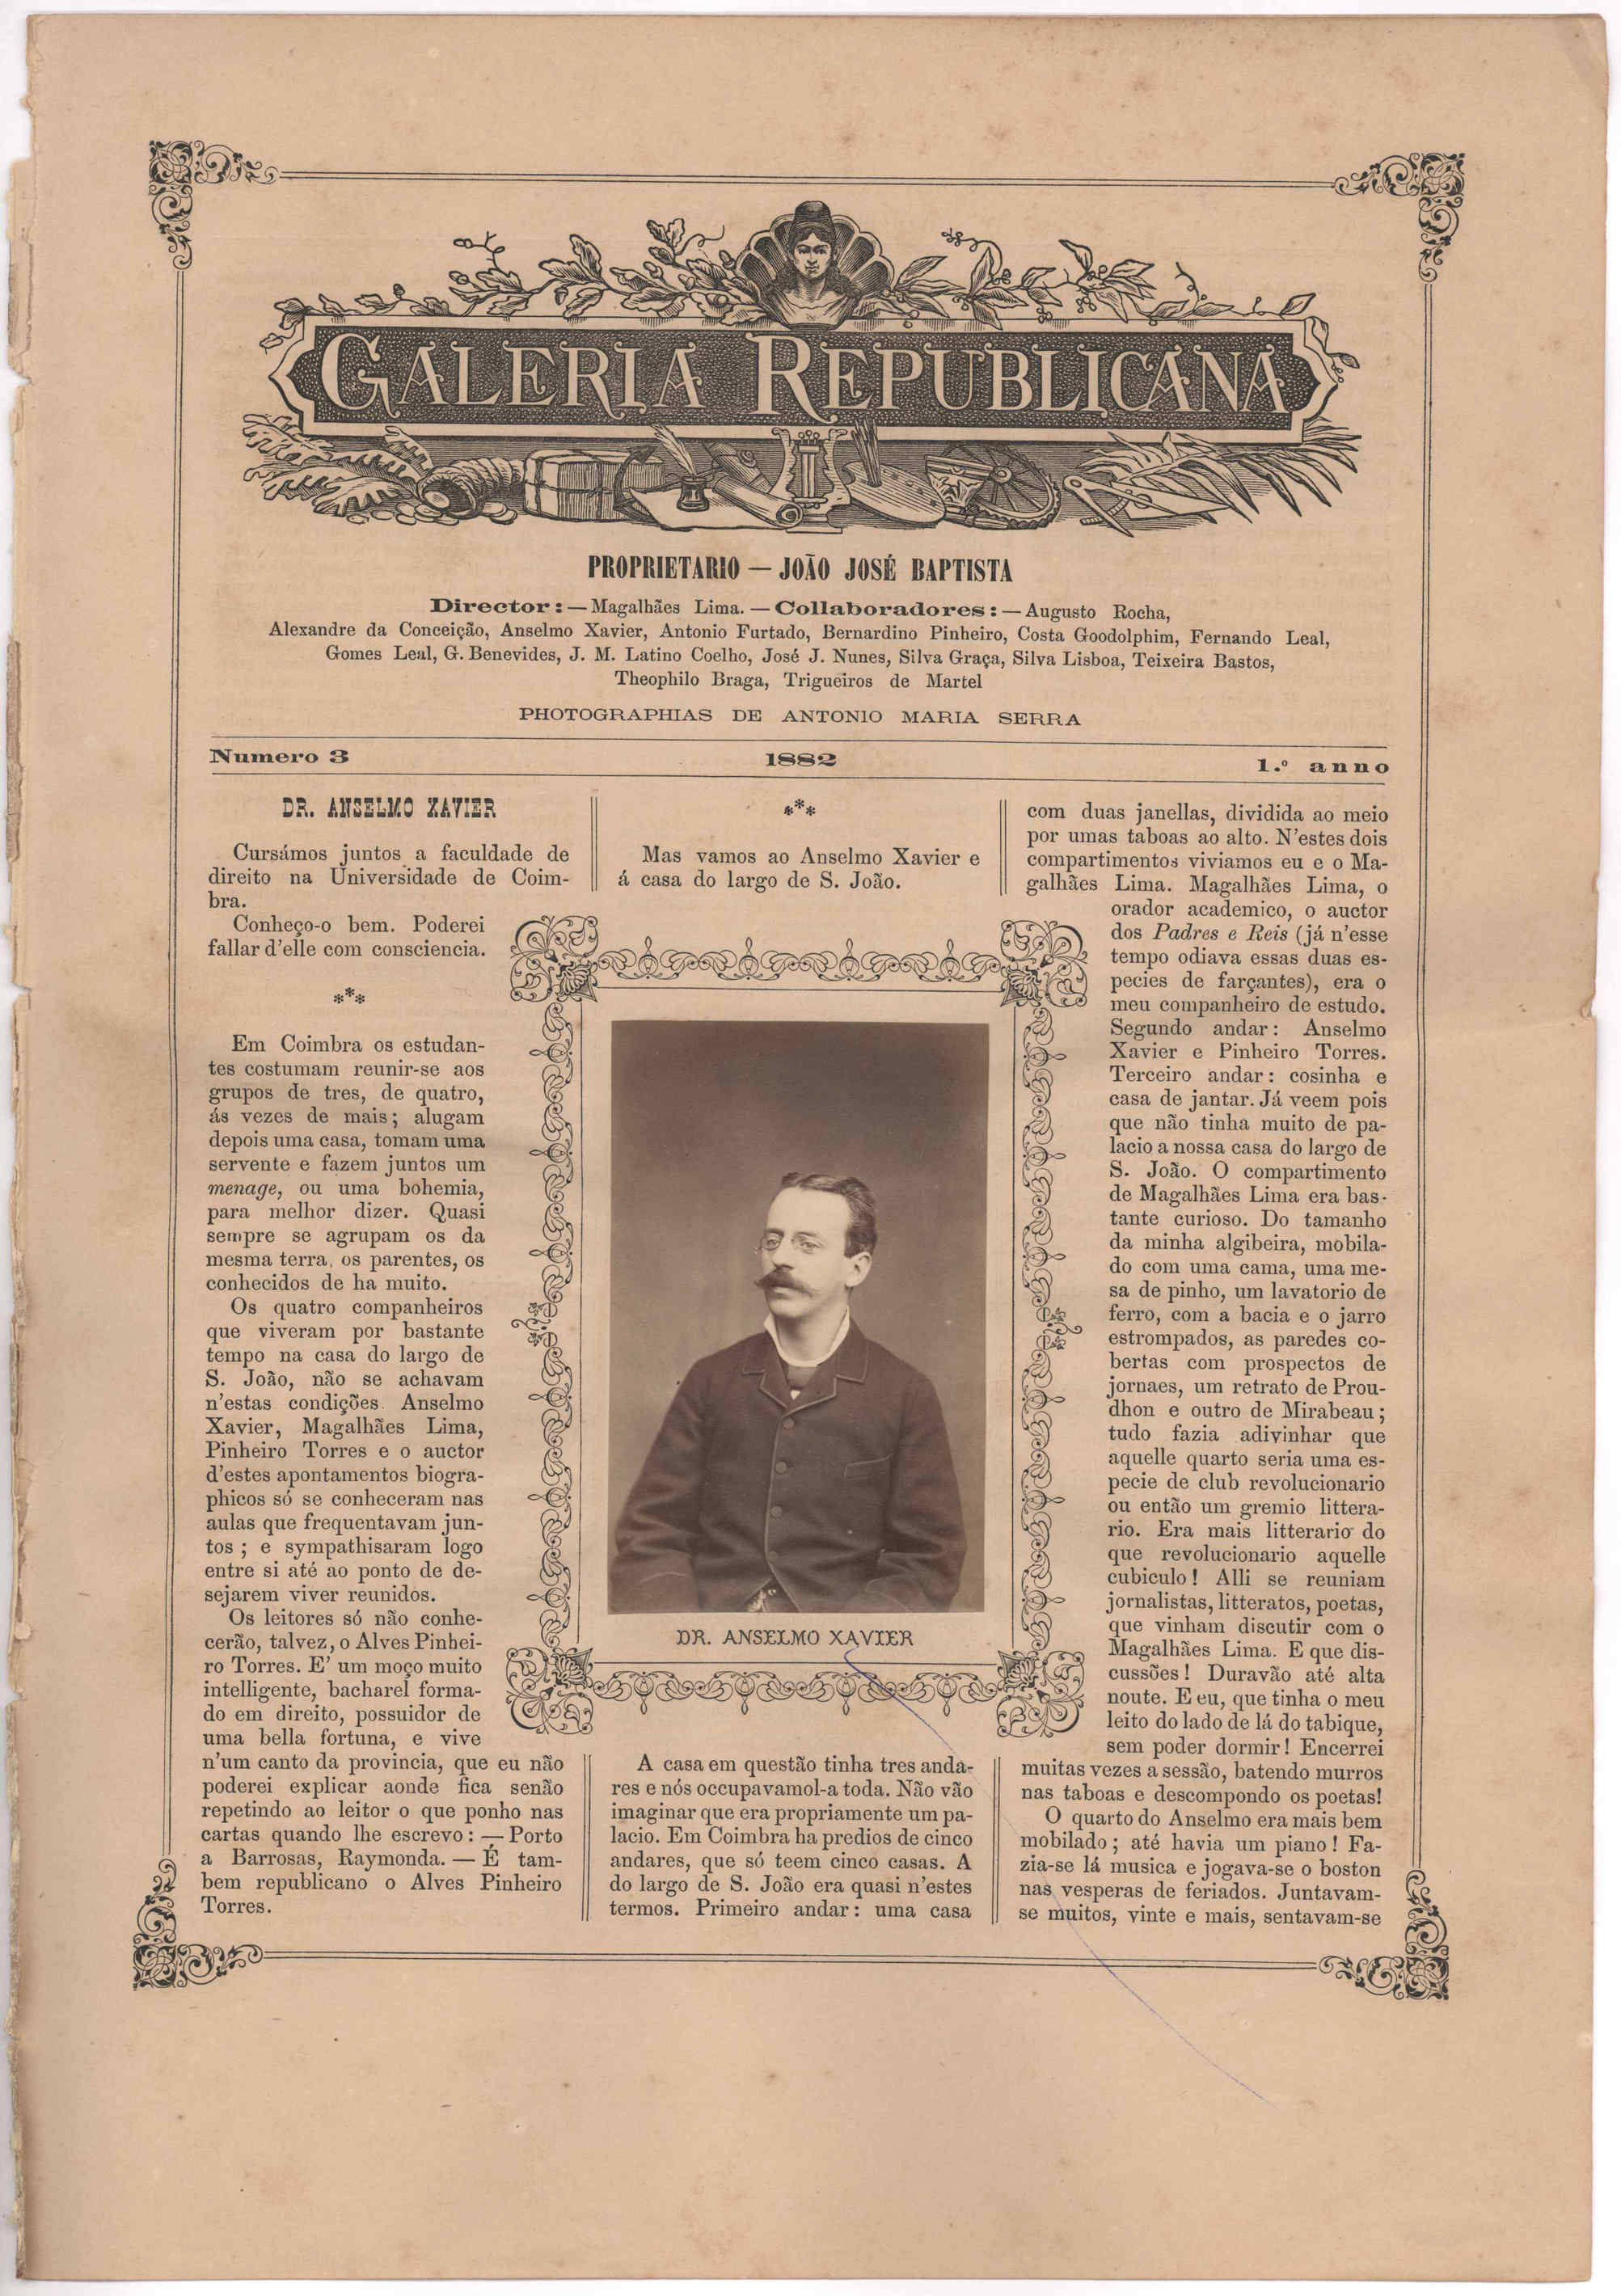 GALERIA REPUBLICANA
PROPRIETARIO — JOÃO JOSÉ BAPTISTA
Director: — Magalhães Lima. — Collaboradores: — Augusto Rocha,
Alexandre da Conceição, Anselmo Xavier, Antonio Furtado, Bernardino Pinheiro, Costa Goodolphim, Fernando Leal,
Gomes Leal, G. Benevides, J. M. Latino Coelho, José J. Nunes, Silva Graça, Silva Lisboa, Teixeira Bastos,
Theophilo Braga, Trigueiros de Martel
PHOTOGRAPHIAS DE ANTONIO MARIA SERRA
Numero 3 1882 1.º anno
DR. ANSELMO XAVIER
Cursámos juntos a faculdade de
direito na Universidade de Coim-
bra.
Conheço-o bem. Poderei
fallar d'elle com consciencia.
***
Em Coimbra os estudan-
tes costumam reunir-se aos
grupos de tres, de quatro,
ás vezes de mais; alugam
depois uma casa, tomam uma
servente e fazem juntos um
menage, ou uma bohemia,
para melhor dizer. Quasi
sempre se agrupam os da
mesma terra, os parentes, os
conhecidos de ha muito.
Os quatro companheiros
que viveram por bastante
tempo na casa do largo de
S. João, não se achavam
n'estas condições. Anselmo
Xavier, Magalhães Lima,
Pinheiro Torres e o auctor
d'estes apontamentos biogra-
phicos só se conheceram nas
aulas que frequentavam jun-
tos; e sympathisaram logo
entre si até ao ponto de de-
sejarem viver reunidos.
Os leitores só não conhe-
cerão, talvez, o Alves Pinhei-
ro Torres. E' um moço muito
intelligente, bacharel forma-
do em direito, possuidor de
uma bella fortuna, e vive
n'um canto da provincia, que eu não
poderei explicar aonde fica senão
repetindo ao leitor o que ponho nas
cartas quando lhe escrevo: — Porto
a Barrosas, Raymonda. — É tam-
bem republicano o Alves Pinheiro
Torres.
***
Mas vamos ao Anselmo Xavier e
á casa do largo de S. João.
DR. ANSELMO XAVIER
A casa em questão tinha tres anda-
res e nós occupavamol-a toda. Não vão
imaginar que era propriamente um pa-
lacio. Em Coimbra ha predios de cinco
andares, que só teem cinco casas. A
do largo de S. João era quasi n'estes
termos. Primeiro andar: uma casa
com duas janellas, dividida ao meio
por umas taboas ao alto. N'estes dois
compartimentos viviamos eu e o Ma-
galhães Lima. Magalhães Lima, o
orador academico, o auctor
dos Padres e Reis (já n'esse
tempo odiava essas duas es-
pecies de farçantes), era o
meu companheiro de estudo.
Segundo andar: Anselmo
Xavier e Pinheiro Torres.
Terceiro andar: cosinha e
casa de jantar. Já veem pois
que não tinha muito de pa-
lacio a nossa casa do largo de
S. João. O compartimento
de Magalhães Lima era bas-
tante curioso. Do tamanho
da minha algibeira, mobila-
do com uma cama, uma me-
sa de pinho, um lavatorio de
ferro, com a bacia e o jarro
estrompados, as paredes co-
bertas com prospectos de
jornaes, um retrato de Prou-
dhon e outro de Mirabeau;
tudo fazia adivinhar que
aquelle quarto seria uma es-
pecie de club revolucionario
ou então um gremio littera-
rio. Era mais litterario do
que revolucionario aquelle
cubiculo! Alli se reuniam
jornalistas, litteratos, poetas,
que vinham discutir com o
Magalhães Lima. E que dis-
cussões! Duravão até alta
noute. E eu, que tinha o meu
leito do lado de lá do tabique,
sem poder dormir! Encerrei
muitas vezes a sessão, batendo murros
nas taboas e descompondo os poetas!
O quarto do Anselmo era mais bem
mobilado; até havia um piano! Fa-
zia-se lá musica e jogava-se o boston
nas vesperas de feriados. Juntavam-
se muitos, vinte e mais, sentavam-se